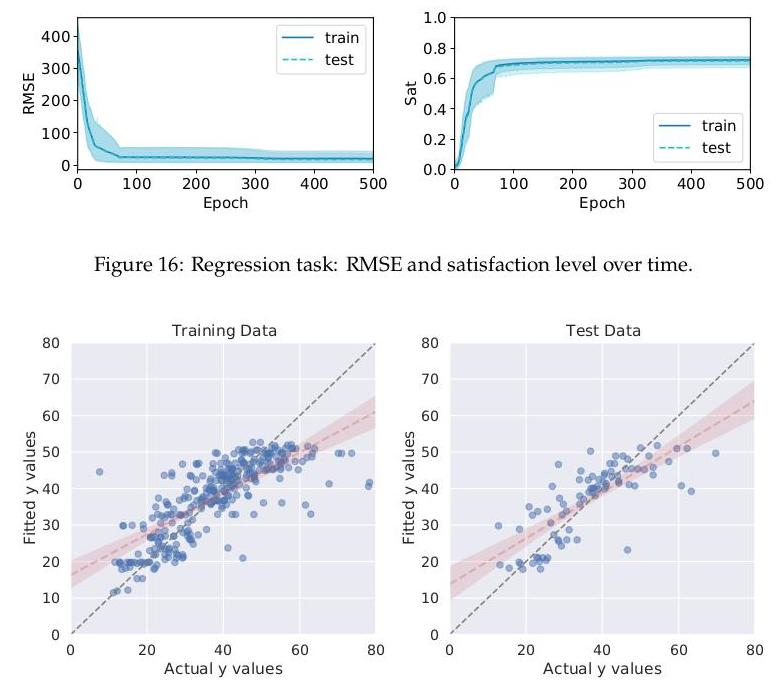 400
300
200
100
0
RMSE
train
test
0 100 200 300 400 500
Epoch
1.0
0.8
0.6
0.4
0.2
0.0
Sat
train
test
0 100 200 300 400 500
Epoch
Figure 16: Regression task: RMSE and satisfaction level over time.
Training Data
80
70
60
50
40
30
20
10
0
Fitted y values
0 20 40 60 80
Actual y values
Test Data
80
70
60
50
40
30
20
10
0
Fitted y values
0 20 40 60 80
Actual y values